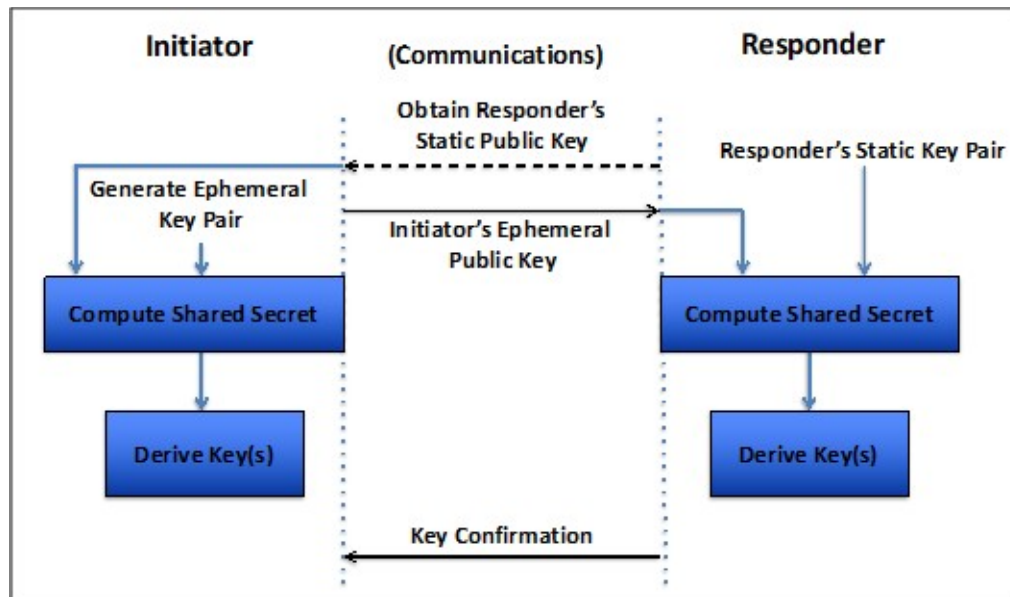 Initiator
(Communications)
Responder
Obtain Responder's
Static Public Key
Responder's Static Key Pair
Generate Ephemeral
Key Pair
Initiator's Ephemeral
Public Key
Compute Shared Secret
Compute Shared Secret
Derive Key(s)
Derive Key(s)
Key Confirmation